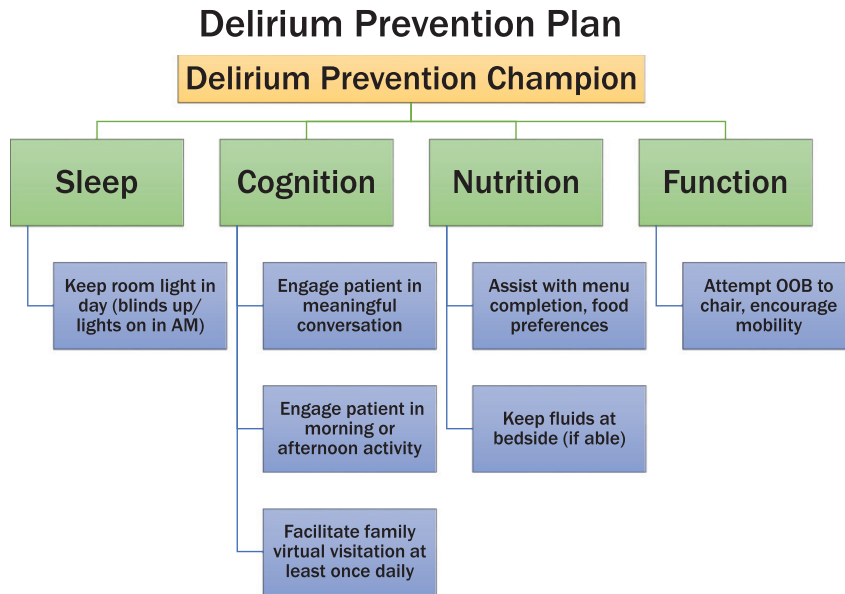 Delirium Prevention Plan
Delirium Prevention Champion
Sleep
Cognition
Nutrition
Function
Keep room light in
day (blinds up/
lights on in AM)
Engage patient in
meaningful
conversation
Assist with menu
completion, food
preferences
Attempt OOB to
chair, encourage
mobility
Engage patient in
morning or
afternoon activity
Keep fluids at
bedside (if able)
Facilitate family
virtual visitation at
least once daily